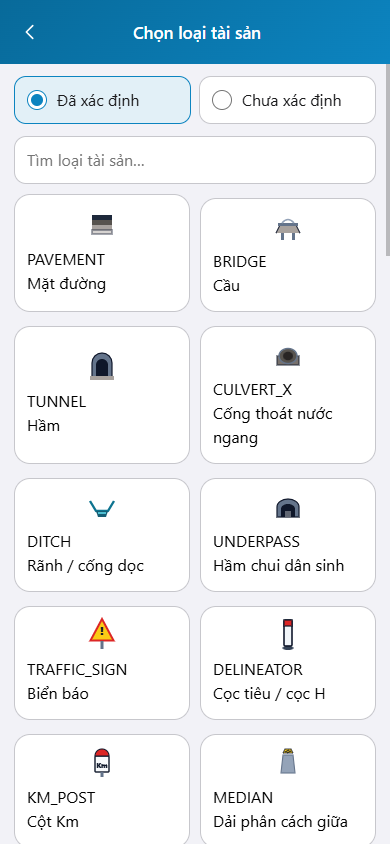 Chọn loại tài sản
Đã xác định
Chưa xác định
Tìm loại tài sản...
PAVEMENT
Mặt đường
BRIDGE
Cầu
TUNNEL
Hầm
CULVERT_X
Cống thoát nước
ngang
DITCH
Rãnh / cống dọc
UNDERPASS
Hầm chui dân sinh
TRAFFIC_SIGN
Biển báo
DELINEATOR
Cọc tiêu / cọc H
Km
KM_POST
Cột Km
MEDIAN
Dải phân cách giữa